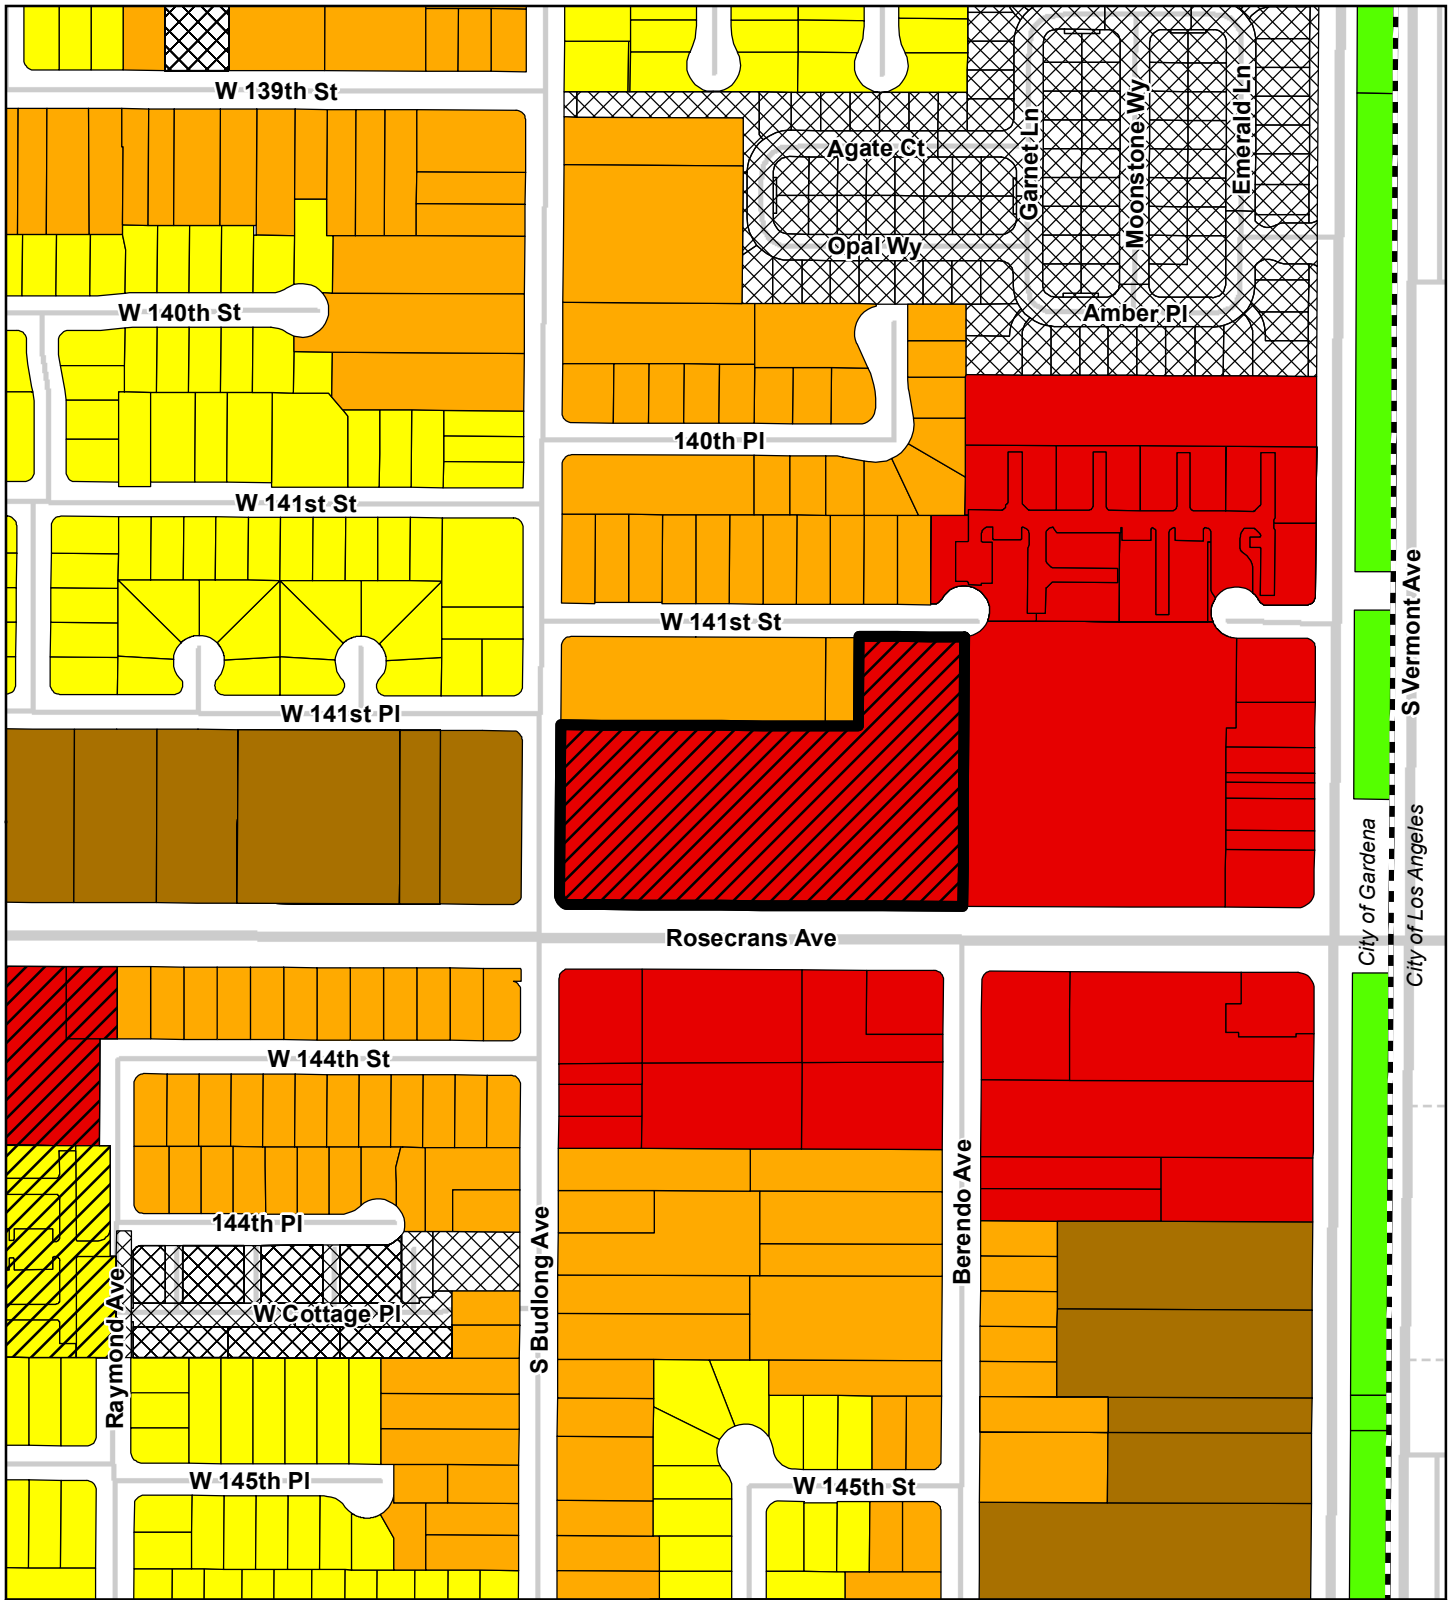 W 139th St
Agate Ct
Garnet Ln
Moonstone Wy
Emerald Ln
Opal Wy
W 140th St
Amber Pl
140th Pl
W 141st St
W 141st St
S Vermont Ave
W 141st Pl
City of Gardena
City of Los Angeles
Rosecrans Ave
W 144th St
144th Pl
Berendo Ave
S Budlong Ave
W Cottage Pl
Raymond Ave
W 145th Pl
W 145th St